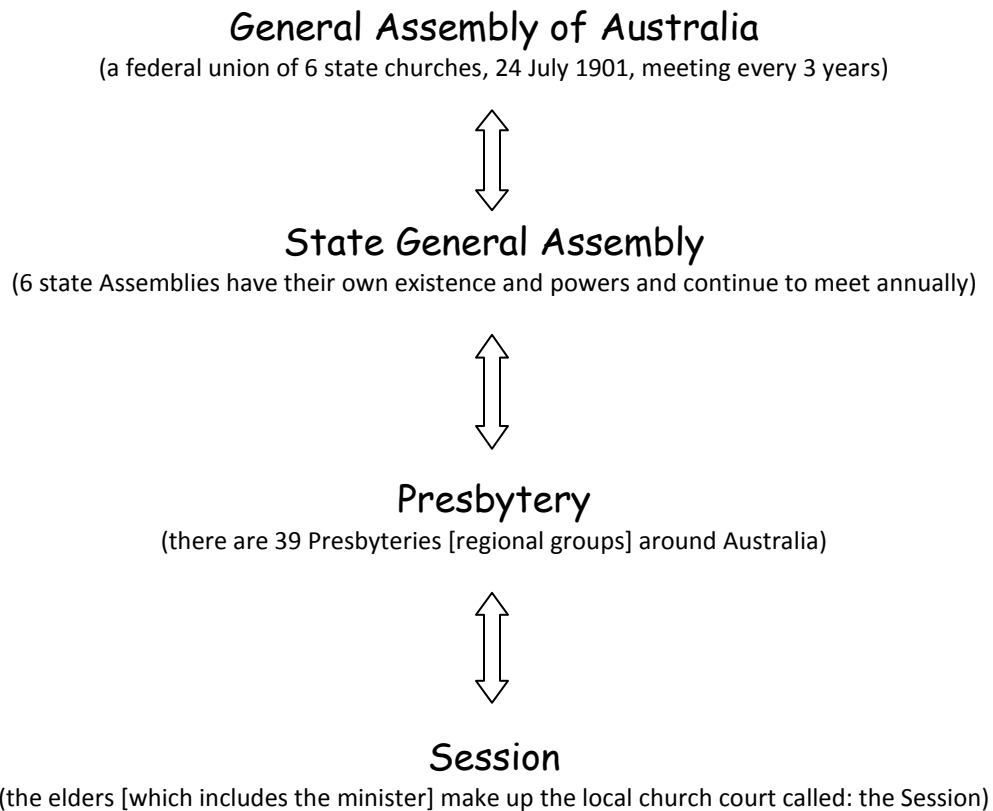 General Assembly of Australia
(a federal union of 6 state churches, 24 July 1901, meeting every 3 years)
State General Assembly
(6 state Assemblies have their own existence and powers and continue to meet annually)
Presbytery
(there are 39 Presbyteries [regional groups] around Australia)
Session
(the elders [which includes the minister] make up the local church court called: the Session)